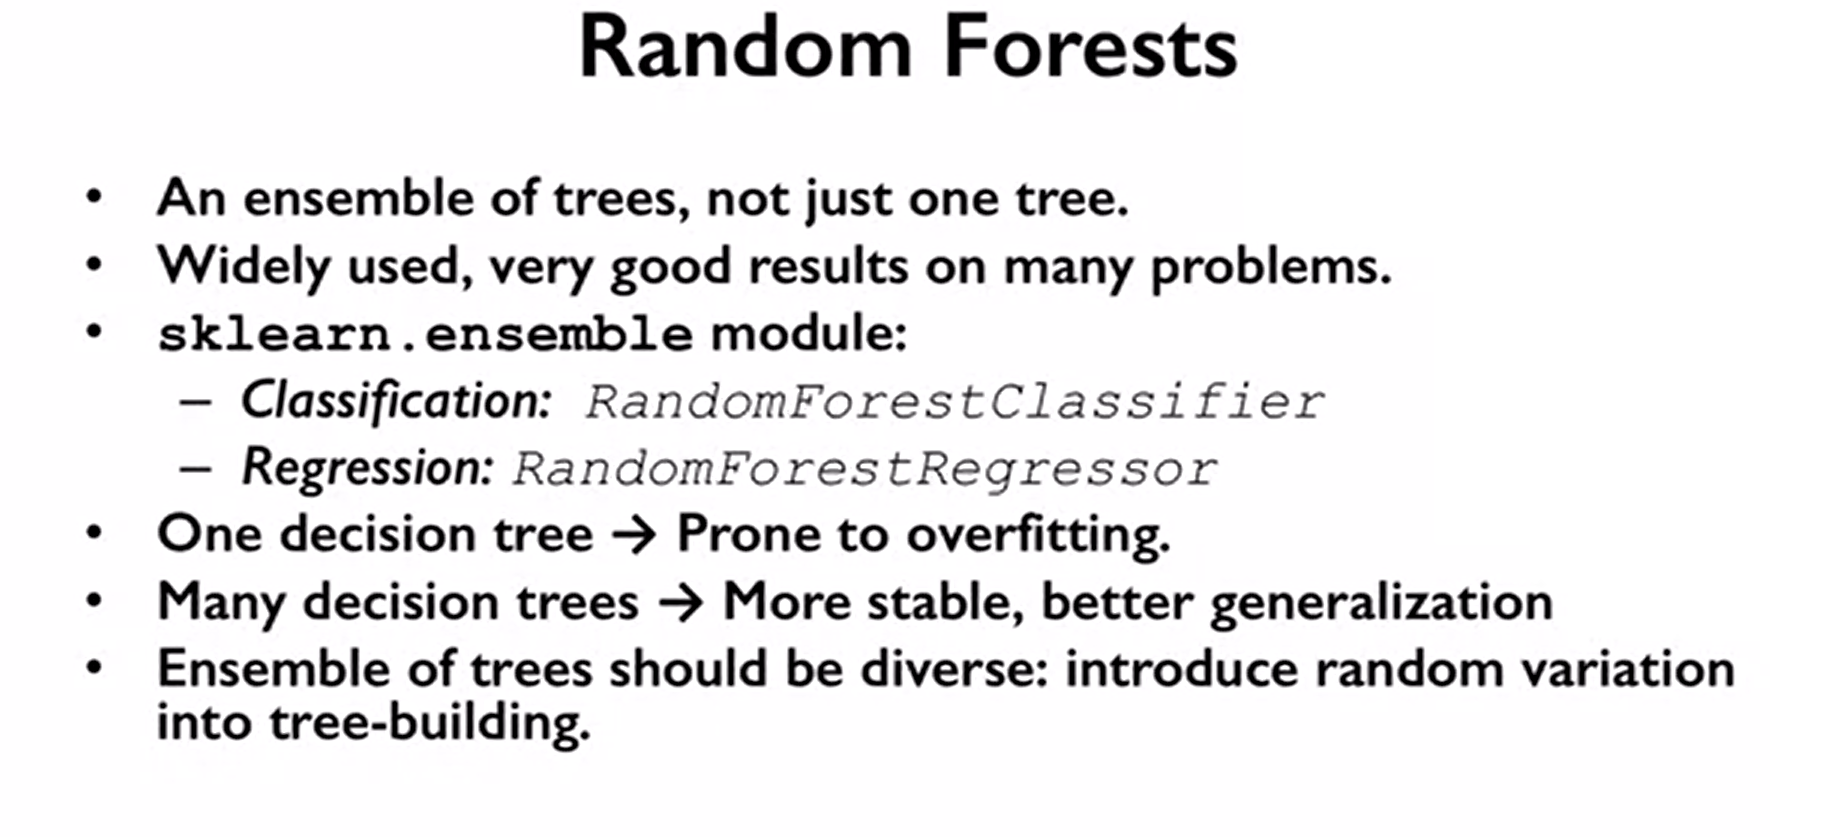 Random Forests
• An ensemble of trees, not just one tree.
• Widely used, very good results on many problems.
• sklearn.ensemble module:
– Classification: RandomForestClassifier
– Regression: RandomForestRegressor
• One decision tree → Prone to overfitting.
• Many decision trees → More stable, better generalization
• Ensemble of trees should be diverse: introduce random variation
into tree-building.